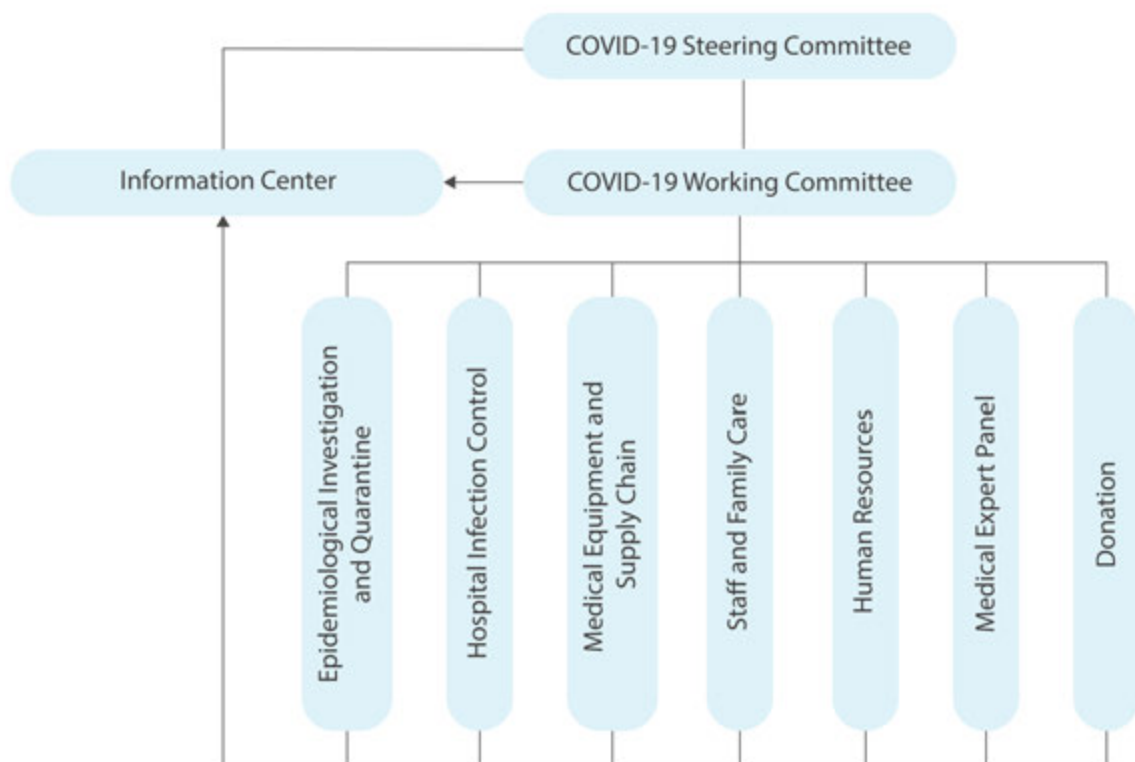 COVID-19 Steering Committee
Information Center
COVID-19 Working Committee
Epidemiological Investigation
and Quarantine
Hospital Infection Control
Medical Equipment and
Supply Chain
Staff and Family Care
Human Resources
Medical Expert Panel
Donation